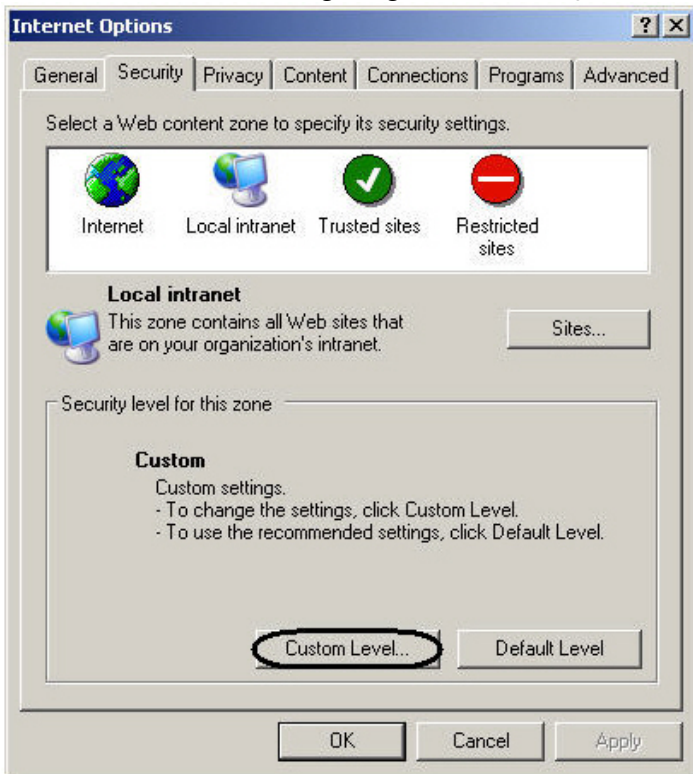 Internet Options
? X
General Security Privacy Content Connections Programs Advanced
Select a Web content zone to specify its security settings.
Internet Local intranet Trusted sites Restricted sites
Local intranet
This zone contains all Web sites that
are on your organization's intranet.
Sites...
Security level for this zone
Custom
Custom settings.
- To change the settings, click Custom Level.
- To use the recommended settings, click Default Level.
Custom Level... Default Level
OK Cancel Apply